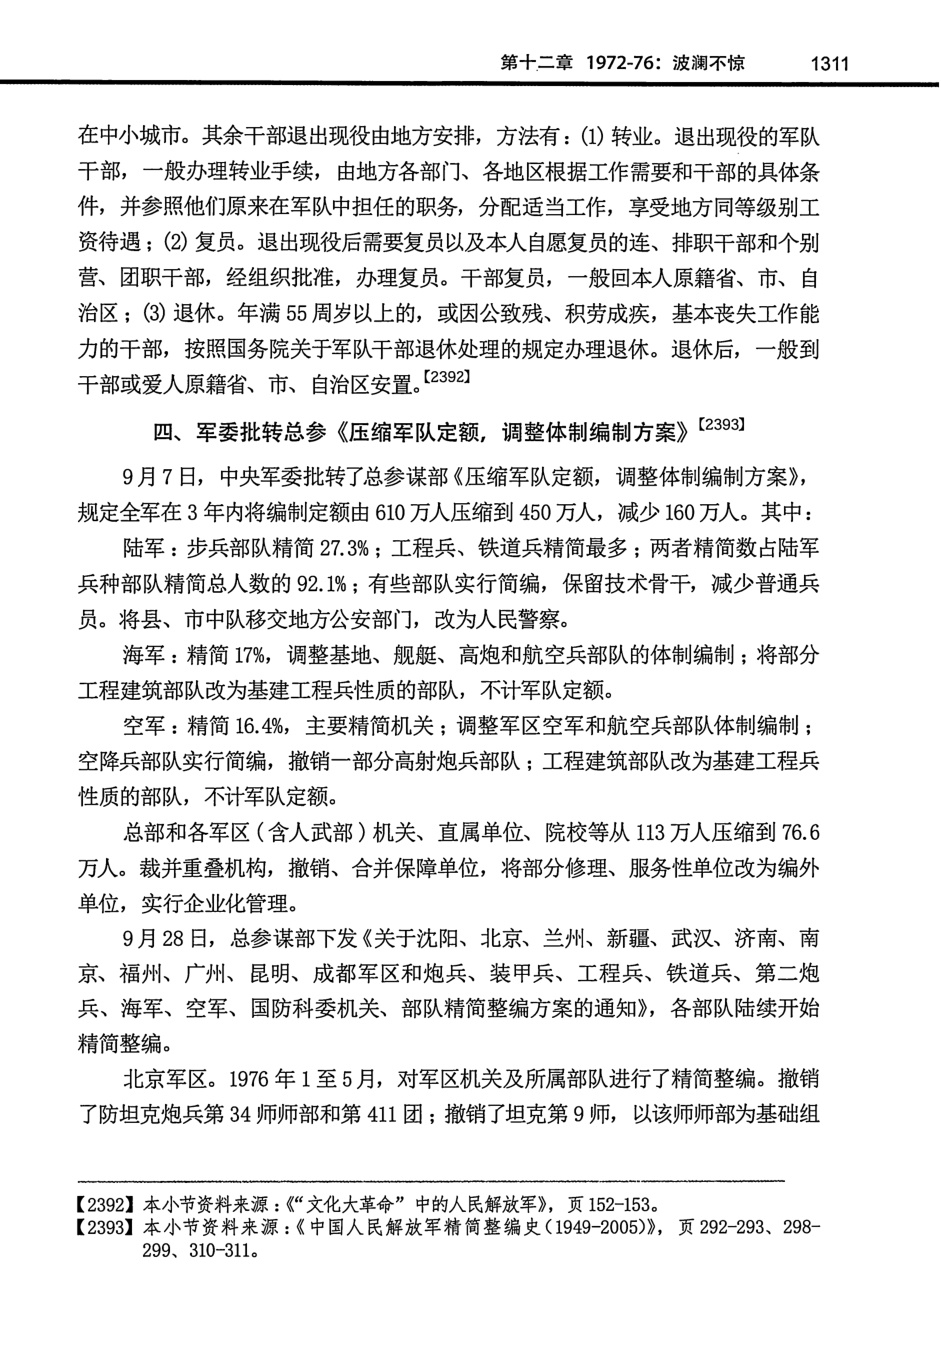 第十二章 1972-76：波澜不惊 1311
在中小城市。其余干部退出现役由地方安排，方法有：(1) 转业。退出现役的军队
干部，一般办理转业手续，由地方各部门、各地区根据工作需要和干部的具体条
件，并参照他们原来在军队中担任的职务，分配适当工作，享受地方同等级别工
资待遇；(2) 复员。退出现役后需要复员以及本人自愿复员的连、排职干部和个别
营、团职干部，经组织批准，办理复员。干部复员，一般回本人原籍省、市、自
治区；(3) 退休。年满 55 周岁以上的，或因公致残、积劳成疾，基本丧失工作能
力的干部，按照国务院关于军队干部退休处理的规定办理退休。退休后，一般到
干部或爱人原籍省、市、自治区安置。【2392】
四、军委批转总参《压缩军队定额，调整体制编制方案》【2393】
9 月 7 日，中央军委批转了总参谋部《压缩军队定额，调整体制编制方案》，
规定全军在 3 年内将编制定额由 610 万人压缩到 450 万人，减少 160 万人。其中：
陆军：步兵部队精简 27.3%；工程兵、铁道兵精简最多；两者精简数占陆军
兵种部队精简总人数的 92.1%；有些部队实行简编，保留技术骨干，减少普通兵
员。将县、市中队移交地方公安部门，改为人民警察。
海军：精简 17%，调整基地、舰艇、高炮和航空兵部队的体制编制；将部分
工程建筑部队改为基建工程兵性质的部队，不计军队定额。
空军：精简 16.4%，主要精简机关；调整军区空军和航空兵部队体制编制；
空降兵部队实行简编，撤销一部分高射炮兵部队；工程建筑部队改为基建工程兵
性质的部队，不计军队定额。
总部和各军区（含人武部）机关、直属单位、院校等从 113 万人压缩到 76.6
万人。裁并重叠机构，撤销、合并保障单位，将部分修理、服务性单位改为编外
单位，实行企业化管理。
9 月 28 日，总参谋部下发《关于沈阳、北京、兰州、新疆、武汉、济南、南
京、福州、广州、昆明、成都军区和炮兵、装甲兵、工程兵、铁道兵、第二炮
兵、海军、空军、国防科委机关、部队精简整编方案的通知》，各部队陆续开始
精简整编。
北京军区。1976 年 1 至 5 月，对军区机关及所属部队进行了精简整编。撤销
了防坦克炮兵第 34 师师部和第 411 团；撤销了坦克第 9 师，以该师师部为基础组
【2392】本小节资料来源：《“文化大革命”中的人民解放军》，页 152-153。
【2393】本小节资料来源：《中国人民解放军精简整编史(1949-2005)》，页 292-293、298-
299、310-311。